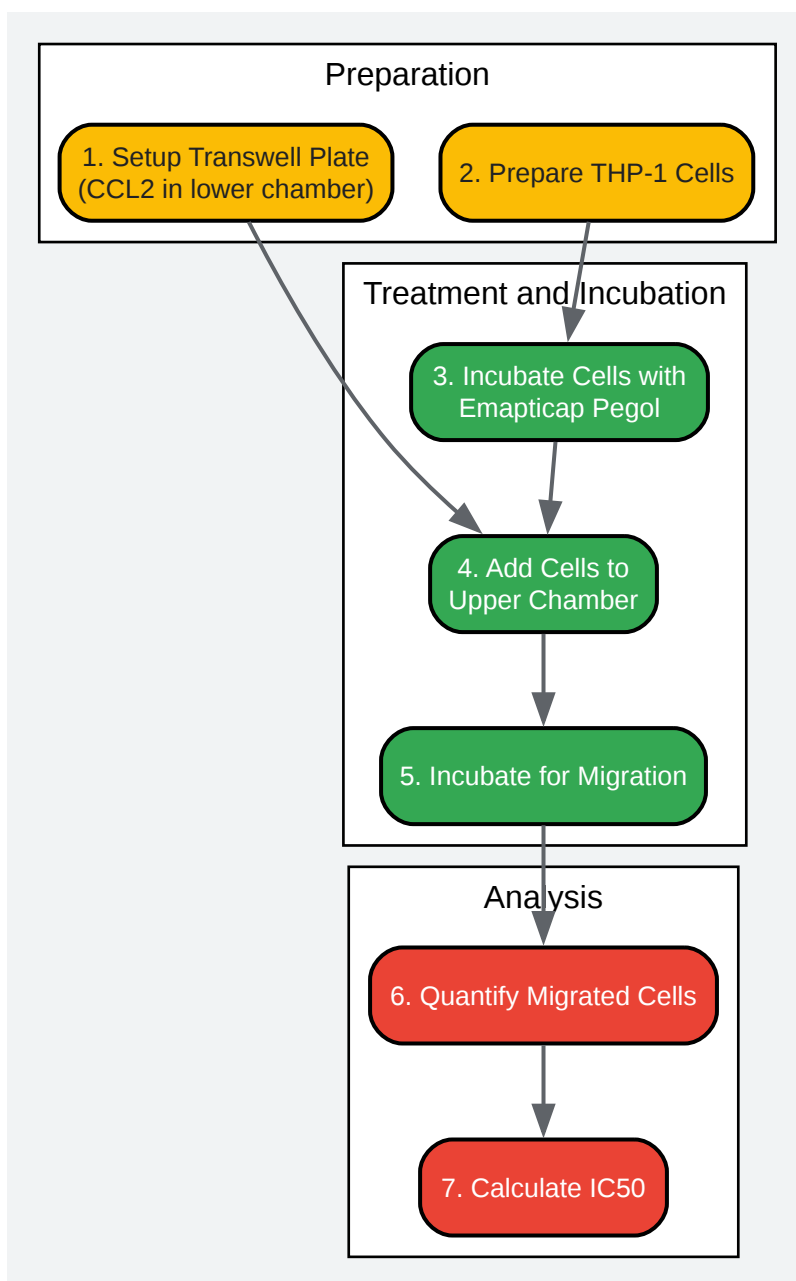 Preparation
1. Setup Transwell Plate
(CCL2 in lower chamber)
2. Prepare THP-1 Cells
Treatment and Incubation
3. Incubate Cells with
Emapticap Pegol
4. Add Cells to
Upper Chamber
5. Incubate for Migration
Analysis
6. Quantify Migrated Cells
7. Calculate IC50